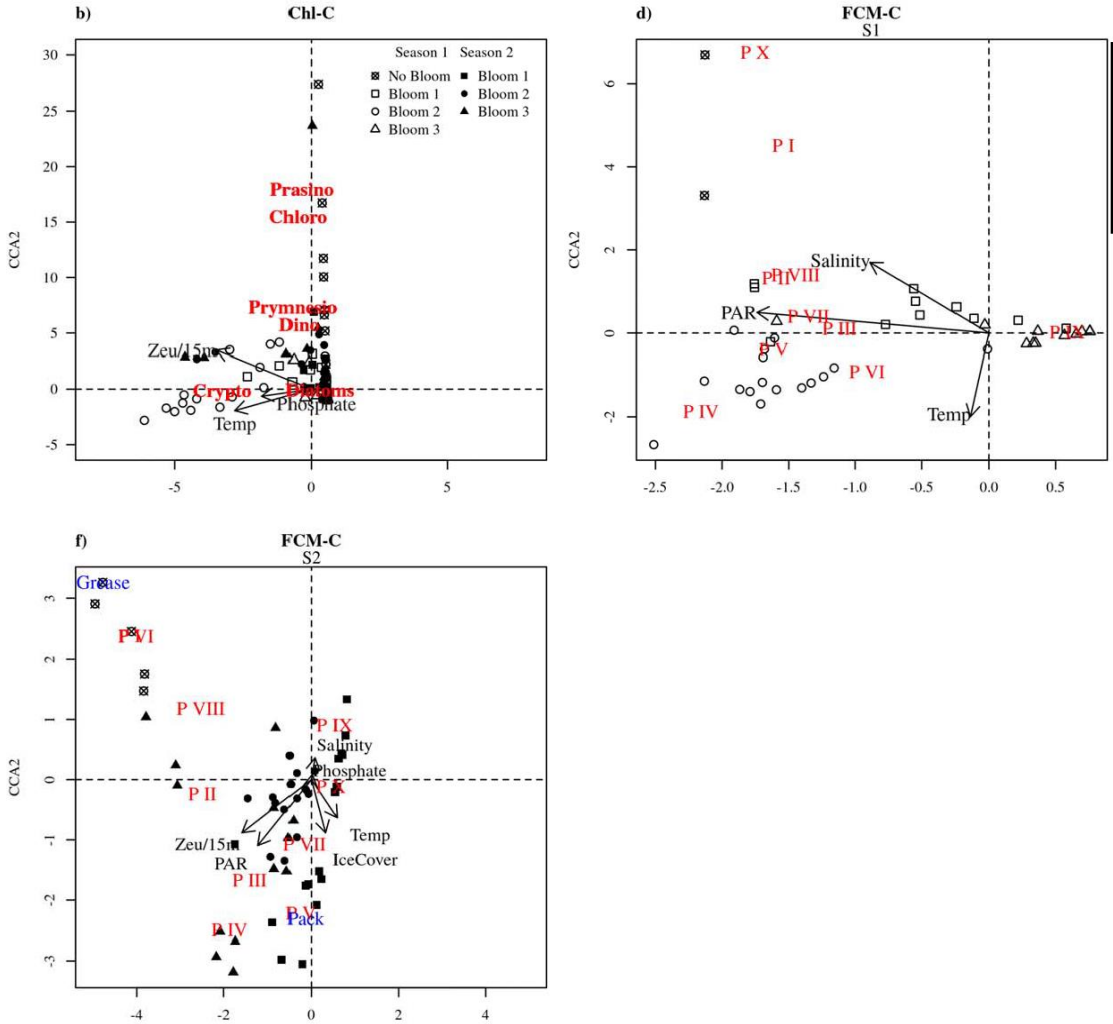 b) Chl-C
CCA2
30
25
20
15
10
5
0
-5
-5 0 5
Season 1 Season 2
No Bloom Bloom 1
Bloom 1 Bloom 2
Bloom 2 Bloom 3
Bloom 3
Prasino
Chloro
Prymnesio
Dino
Zeu/15m
Crypto Diatoms
Phosphate
Temp
d) FCM-C
S1
CCA2
6
4
2
0
-2
-2.5 -2.0 -1.5 -1.0 -0.5 0.0 0.5
P X
P I
Salinity
P II P VIII
PAR P VII
P III P IX
P V
P VI
P IV Temp
f) FCM-C
S2
CCA2
3
2
1
0
-1
-2
-3
-4 -2 0 2 4
Grease
P VI
P VIII
P IX
Salinity
Phosphate
P II P X
Zeu/15m P VII Temp
PAR IceCover
P III
P V
Pack
P IV